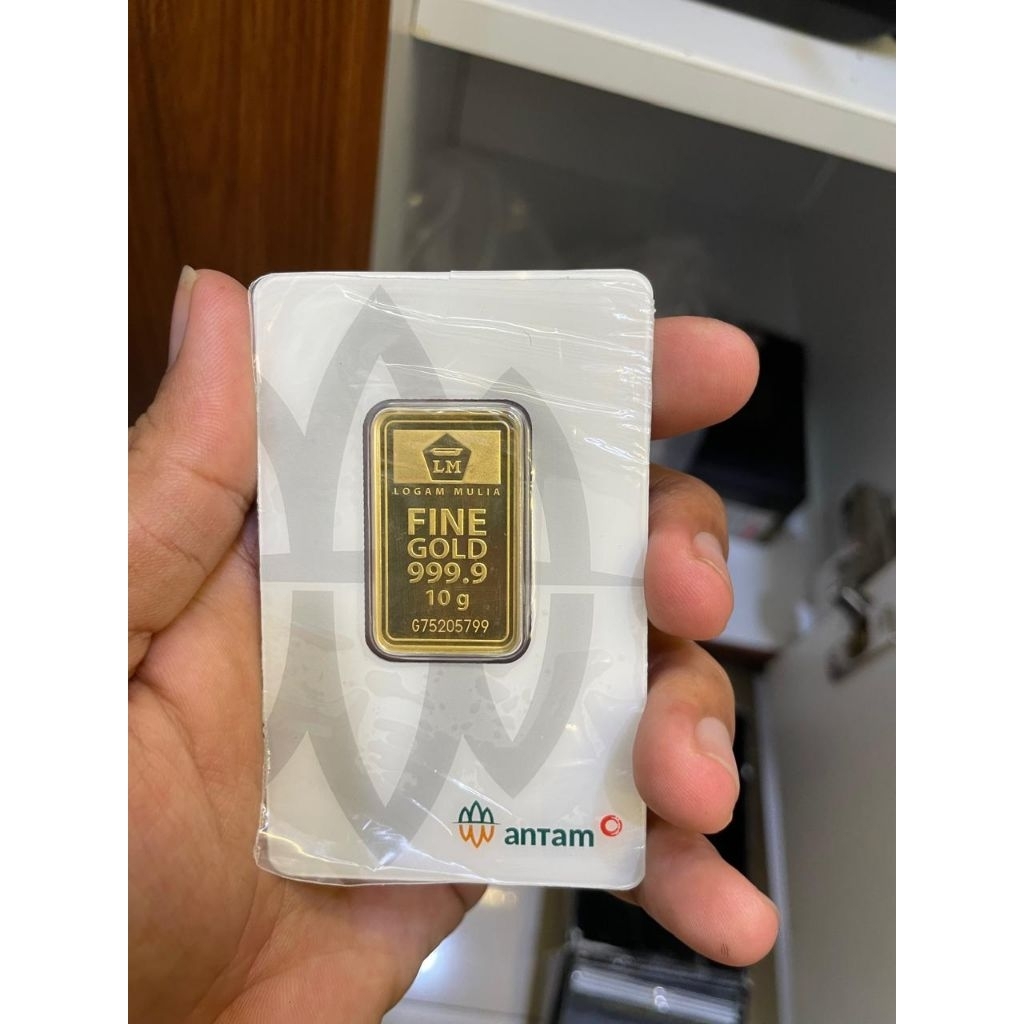 LM
LOGAM MULIA
FINE
GOLD
999.9
10 g
G75205799
antam